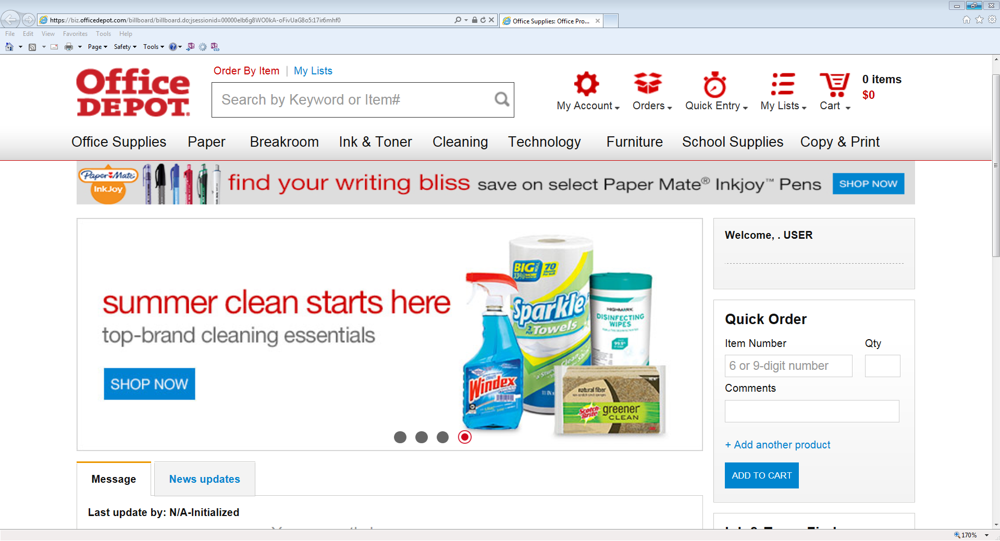 https://biz.officedepot.com/billboard/billboard.do;jsessionid=00000elb6g8WO0kA-oFivUaG8o5:17ir6mhf0
Office Supplies: Office Pro...
File Edit View Favorites Tools Help
Page Safety Tools
Office DEPOT.
Order By Item | My Lists
Search by Keyword or Item#
My Account Orders Quick Entry My Lists Cart
0 items
$0
Office Supplies Paper Breakroom Ink & Toner Cleaning Technology Furniture School Supplies Copy & Print
Paper Mate
InkJoy
find your writing bliss save on select Paper Mate® Inkjoy™ Pens SHOP NOW
summer clean starts here
top-brand cleaning essentials
SHOP NOW
BIG 70
Sparkle
2 PLY Towels
HIGHMARK
DISINFECTING
WIPES
99.9%
Windex
natural fiber
Scotch-Brite
greener
CLEAN
Welcome, . USER
Quick Order
Item Number Qty
6 or 9-digit number
Comments
+ Add another product
ADD TO CART
Message News updates
Last update by: N/A-Initialized
170%